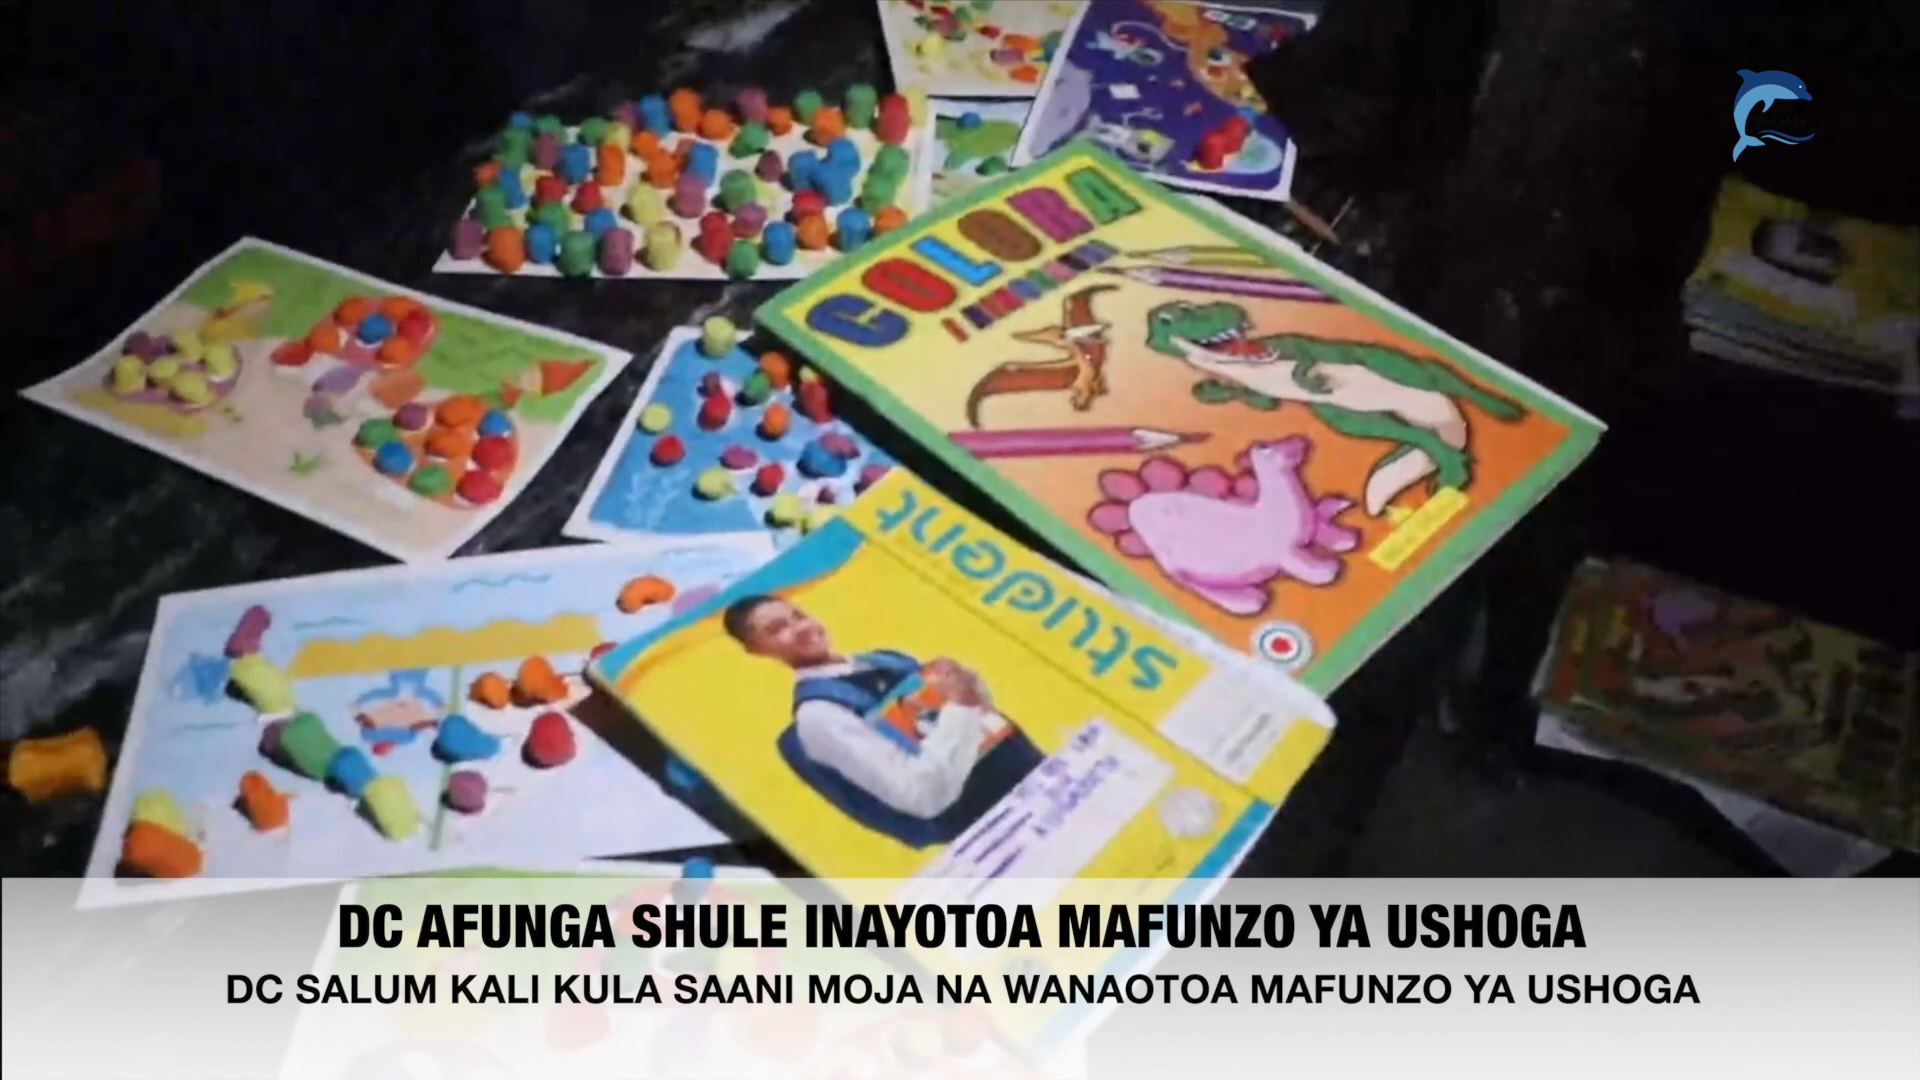 COLORA
student
DC AFUNGA SHULE INAYOTOA MAFUNZO YA USHOGA
DC SALUM KALI KULA SAANI MOJA NA WANAOTOA MAFUNZO YA USHOGA